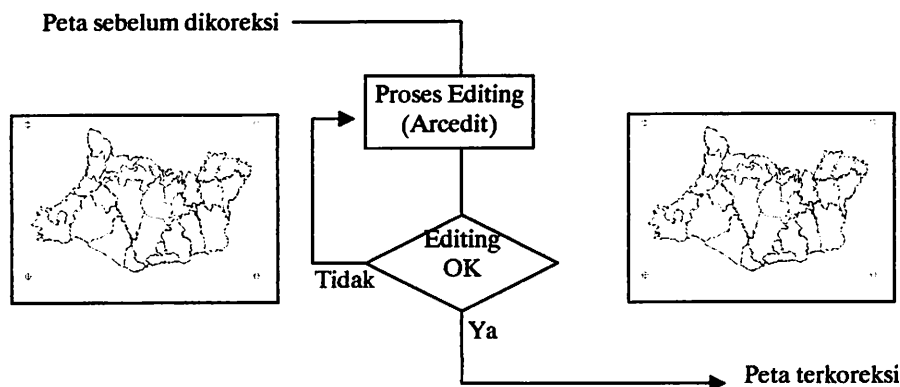 Peta sebelum dikoreksi
Proses Editing
(Arcedit)
Editing
OK
Tidak
Ya
Peta terkoreksi